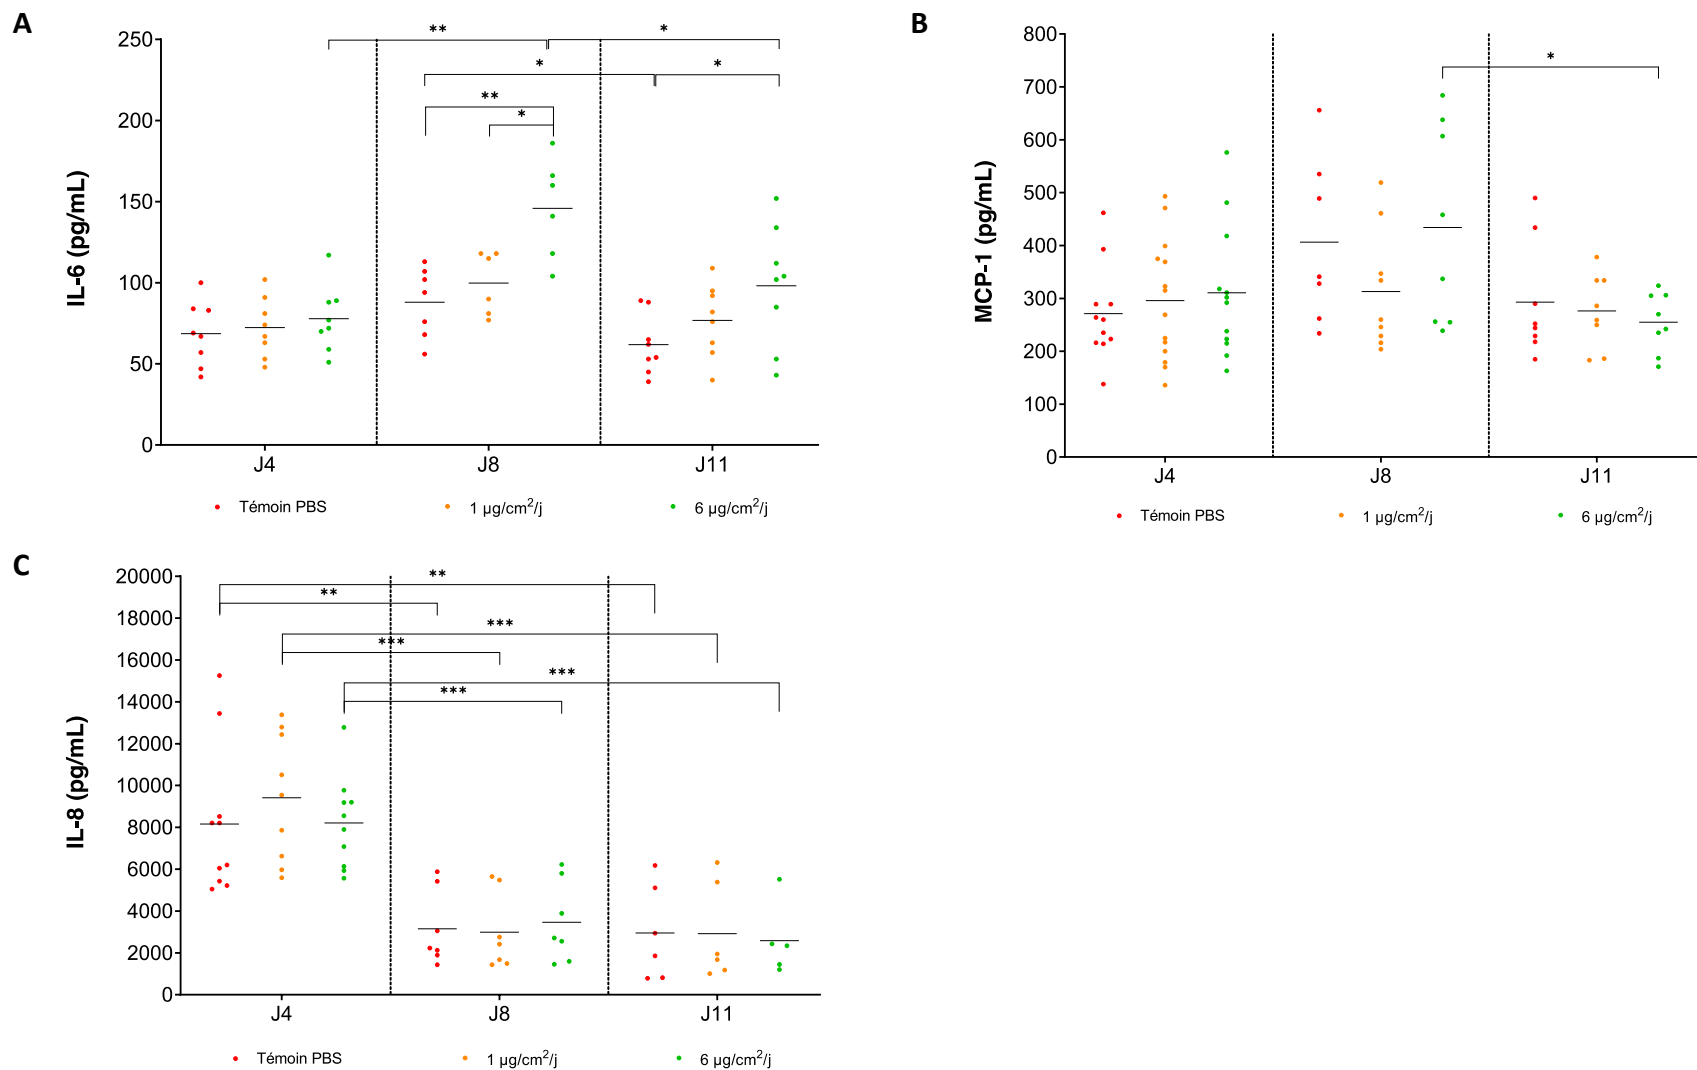 A
IL-6 (pg/mL)
250
200
150
100
50
0
**
*
*
*
**
*
J4
J8
J11
Témoin PBS
1 µg/cm²/j
6 µg/cm²/j
B
MCP-1 (pg/mL)
800
700
600
500
400
300
200
100
0
*
J4
J8
J11
Témoin PBS
1 µg/cm²/j
6 µg/cm²/j
C
IL-8 (pg/mL)
20000
18000
16000
14000
12000
10000
8000
6000
4000
2000
0
**
**
***
***
***
***
J4
J8
J11
Témoin PBS
1 µg/cm²/j
6 µg/cm²/j